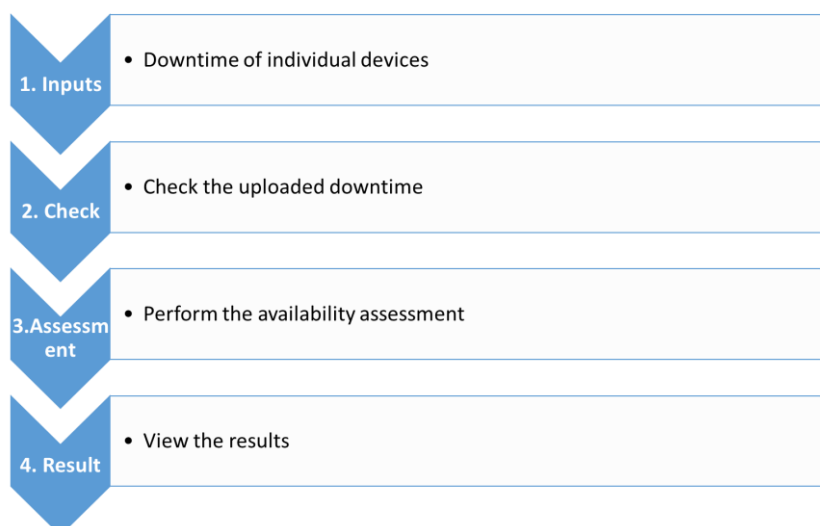 1. Inputs
• Downtime of individual devices
2. Check
• Check the uploaded downtime
3.Assessm
ent
• Perform the availability assessment
4. Result
• View the results